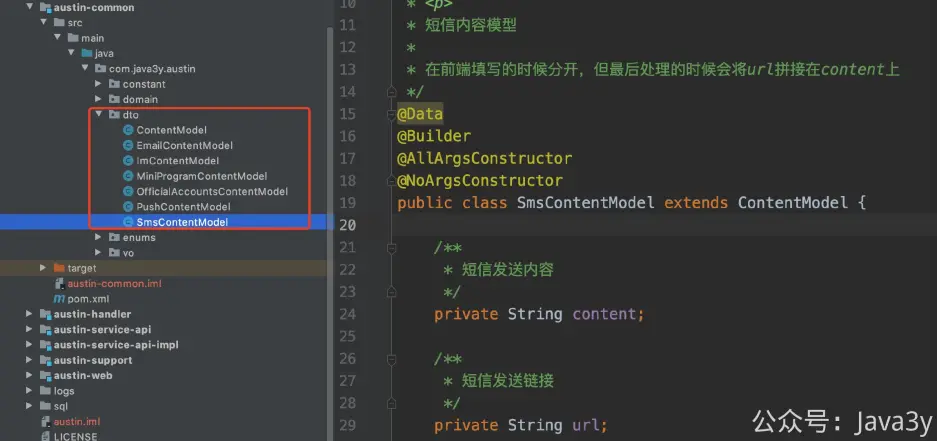 austin-common
src
main
java
com.java3y.austin
constant
domain
dto
ContentModel
EmailContentModel
ImContentModel
MiniProgramContentModel
OfficialAccountsContentModel
PushContentModel
SmsContentModel
enums
vo
target
austin-common.iml
pom.xml
austin-handler
austin-service-api
austin-service-api-impl
austin-support
austin-web
logs
sql
austin.iml
LICENSE
10 * <p>
11 * 短信内容模型
12 *
13 * 在前端填写的时候分开，但最后处理的时候会将url拼接在content上
14 */
15 @Data
16 @Builder
17 @AllArgsConstructor
18 @NoArgsConstructor
19 public class SmsContentModel extends ContentModel {
20
21 /**
22 * 短信发送内容
23 */
24 private String content;
25
26 /**
27 * 短信发送链接
28 */
29 private String url;
公众号：Java3y